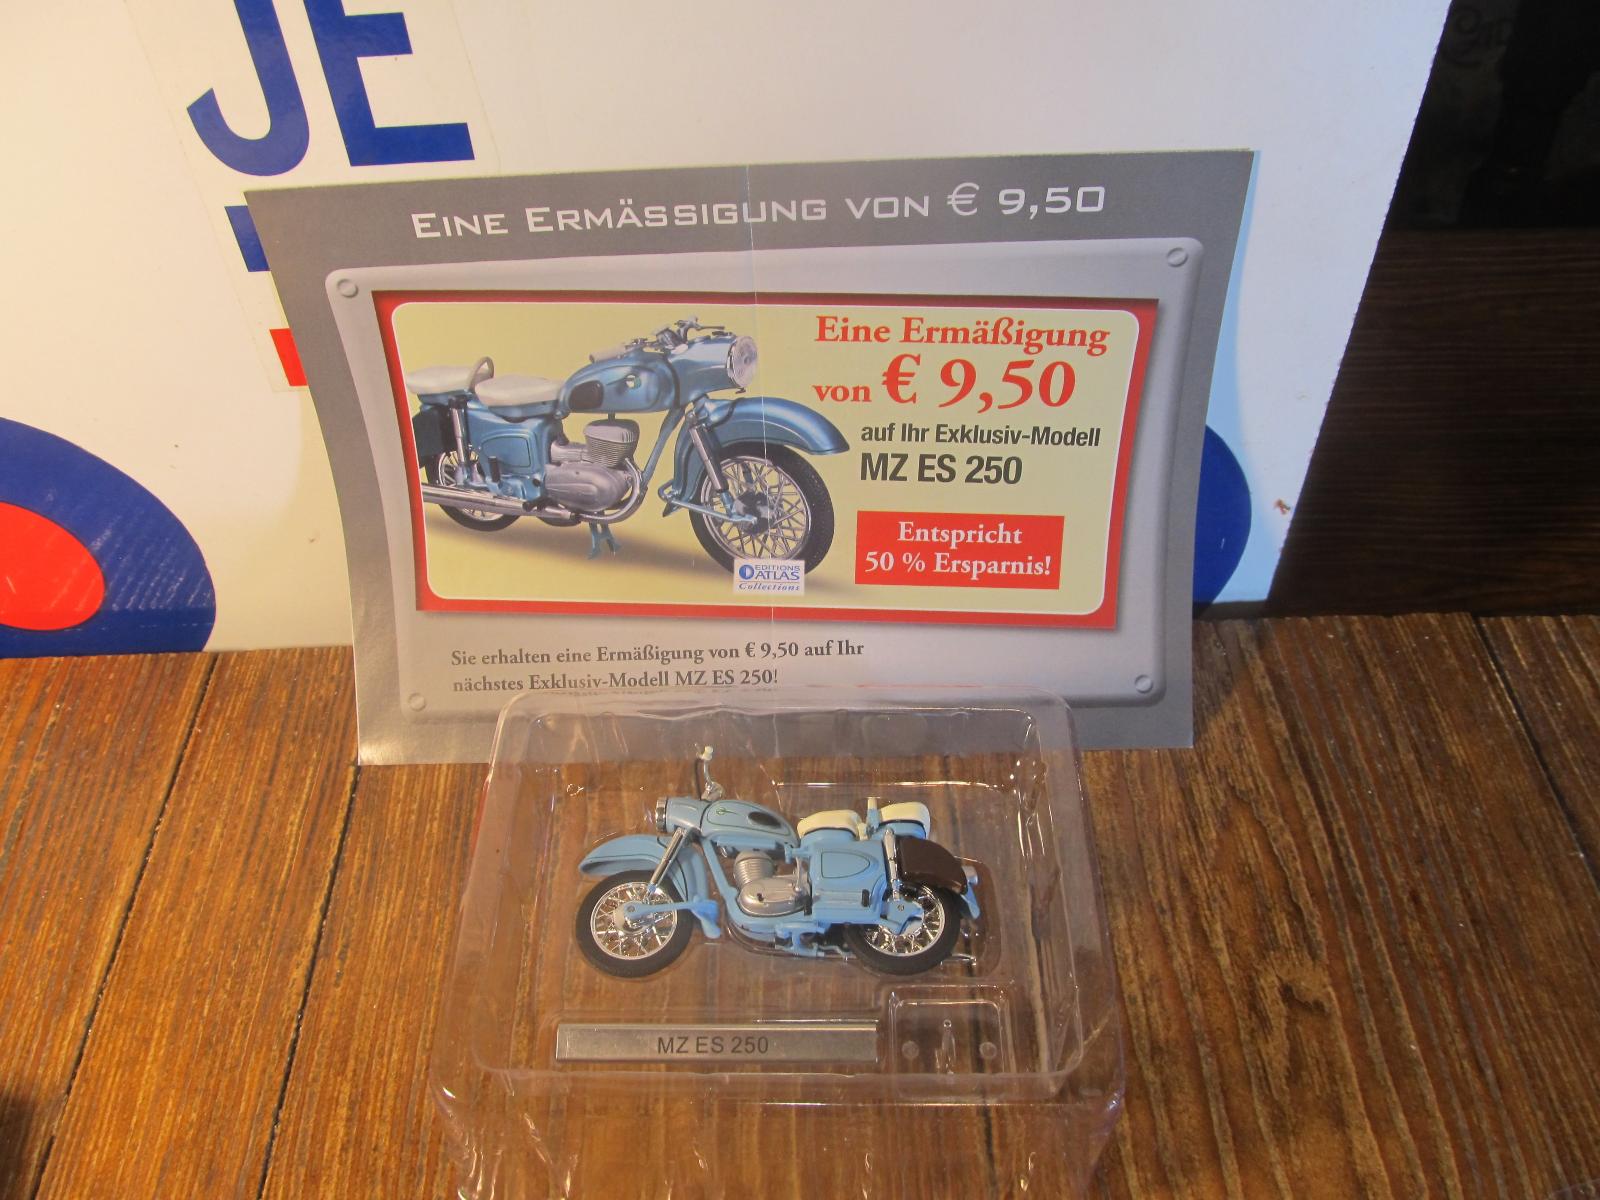 JE
EINE ERMÄSSIGUNG VON € 9,50
Eine Ermäßigung
von € 9,50
auf Ihr Exklusiv-Modell
MZ ES 250
Entspricht
50 % Ersparnis!
EDITIONS
ATLAS
Collections
Sie erhalten eine Ermäßigung von € 9,50 auf Ihr
nächstes Exklusiv-Modell MZ ES 250!
MZ ES 250